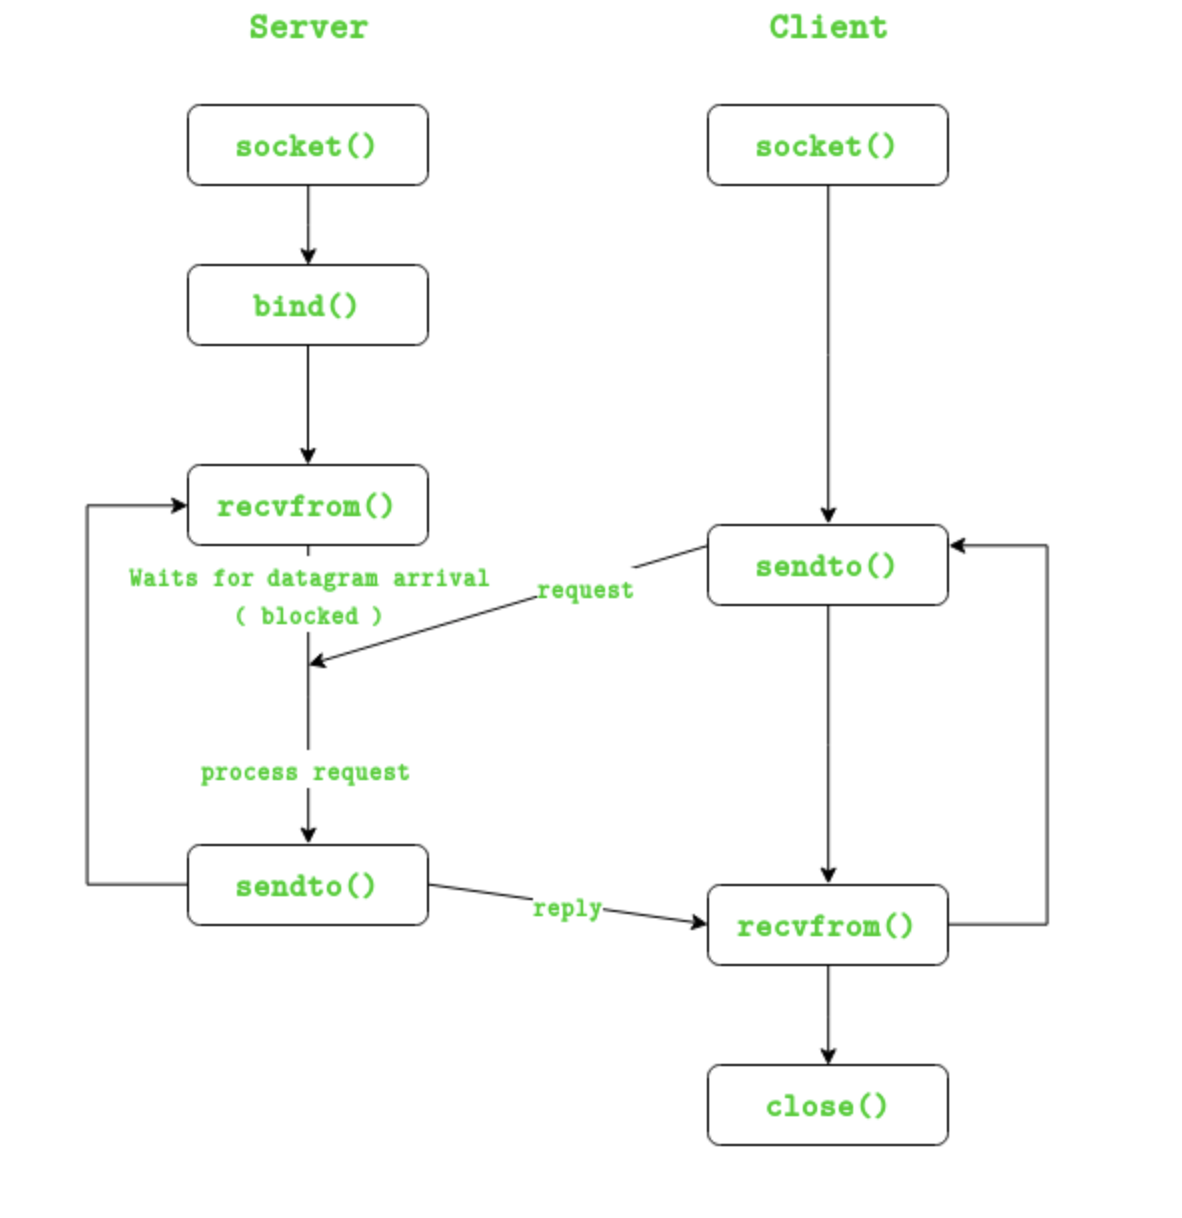 Server
Client
socket()
socket()
bind()
recvfrom()
Waits for datagram arrival
( blocked )
sendto()
request
process request
sendto()
reply
recvfrom()
close()